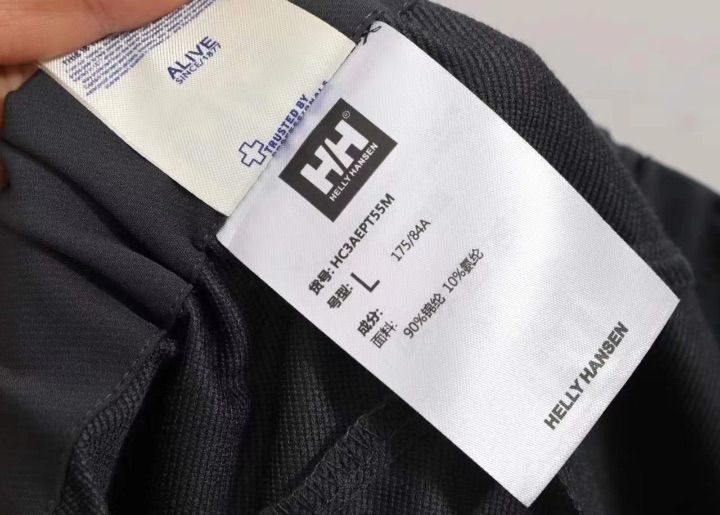 ALIVE
SINCE/1877
TRUSTED BY
PROFESSIONALS
HH
HELLY HANSEN
货号: HC3AEPT55M
号型: L 175/84A
成分:
面料: 90%锦纶 10%氨纶
HELLY HANSEN